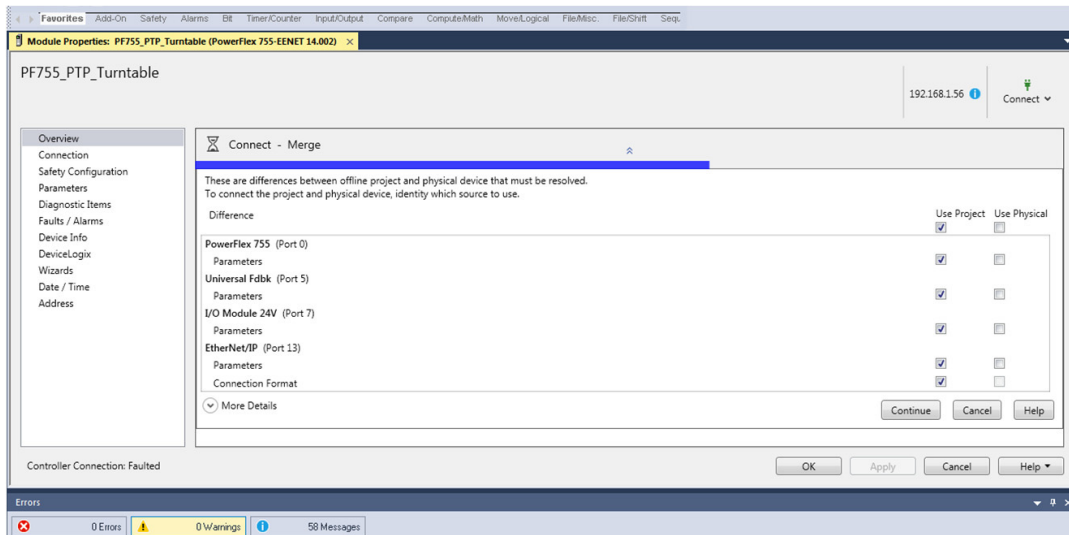 Favorites Add-On Safety Alarms Bit Timer/Counter Input/Output Compare Compute/Math Move/Logical File/Misc. File/Shift Sequ
Module Properties: PF755_PTP_Turntable (PowerFlex 755-EENET 14.002) ×
PF755_PTP_Turntable
192.168.1.56
Connect
Overview
Connection
Safety Configuration
Parameters
Diagnostic Items
Faults / Alarms
Device Info
DeviceLogix
Wizards
Date / Time
Address
Connect - Merge
These are differences between offline project and physical device that must be resolved.
To connect the project and physical device, identity which source to use.
Difference Use Project Use Physical
PowerFlex 755 (Port 0)
Parameters
Universal Fdbk (Port 5)
Parameters
I/O Module 24V (Port 7)
Parameters
EtherNet/IP (Port 13)
Parameters
Connection Format
More Details
Continue Cancel Help
Controller Connection: Faulted
OK Apply Cancel Help
Errors
0 Errors 0 Warnings 58 Messages